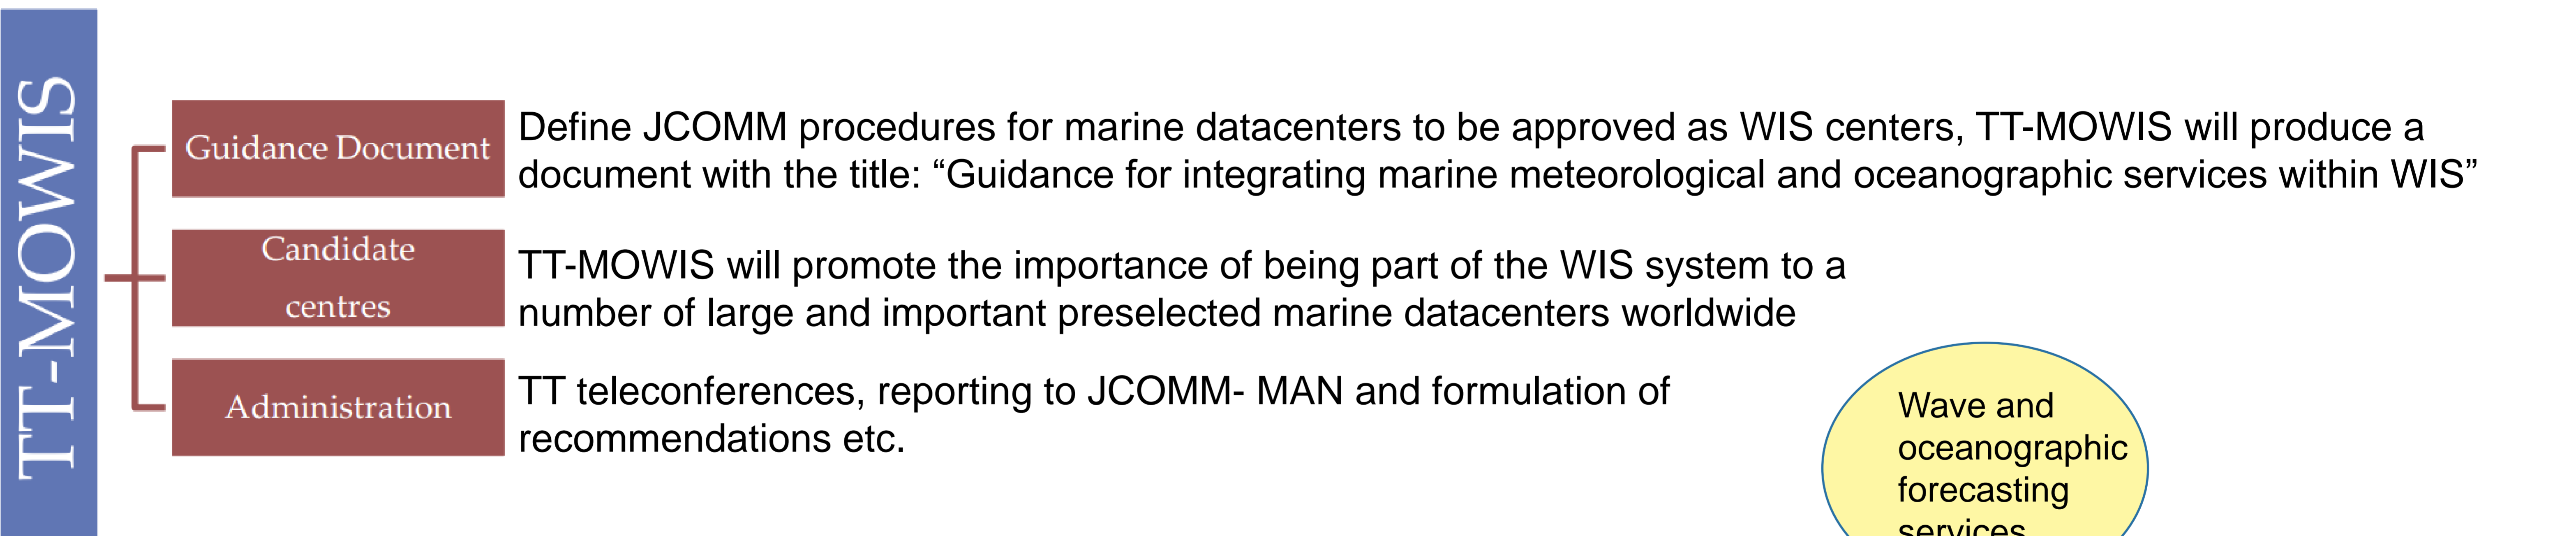 TT-MOWIS
Guidance Document
Define JCOMM procedures for marine datacenters to be approved as WIS centers, TT-MOWIS will produce a
document with the title: “Guidance for integrating marine meteorological and oceanographic services within WIS”
Candidate
centres
TT-MOWIS will promote the importance of being part of the WIS system to a
number of large and important preselected marine datacenters worldwide
Administration
TT teleconferences, reporting to JCOMM- MAN and formulation of
recommendations etc.
Wave and
oceanographic
forecasting
services